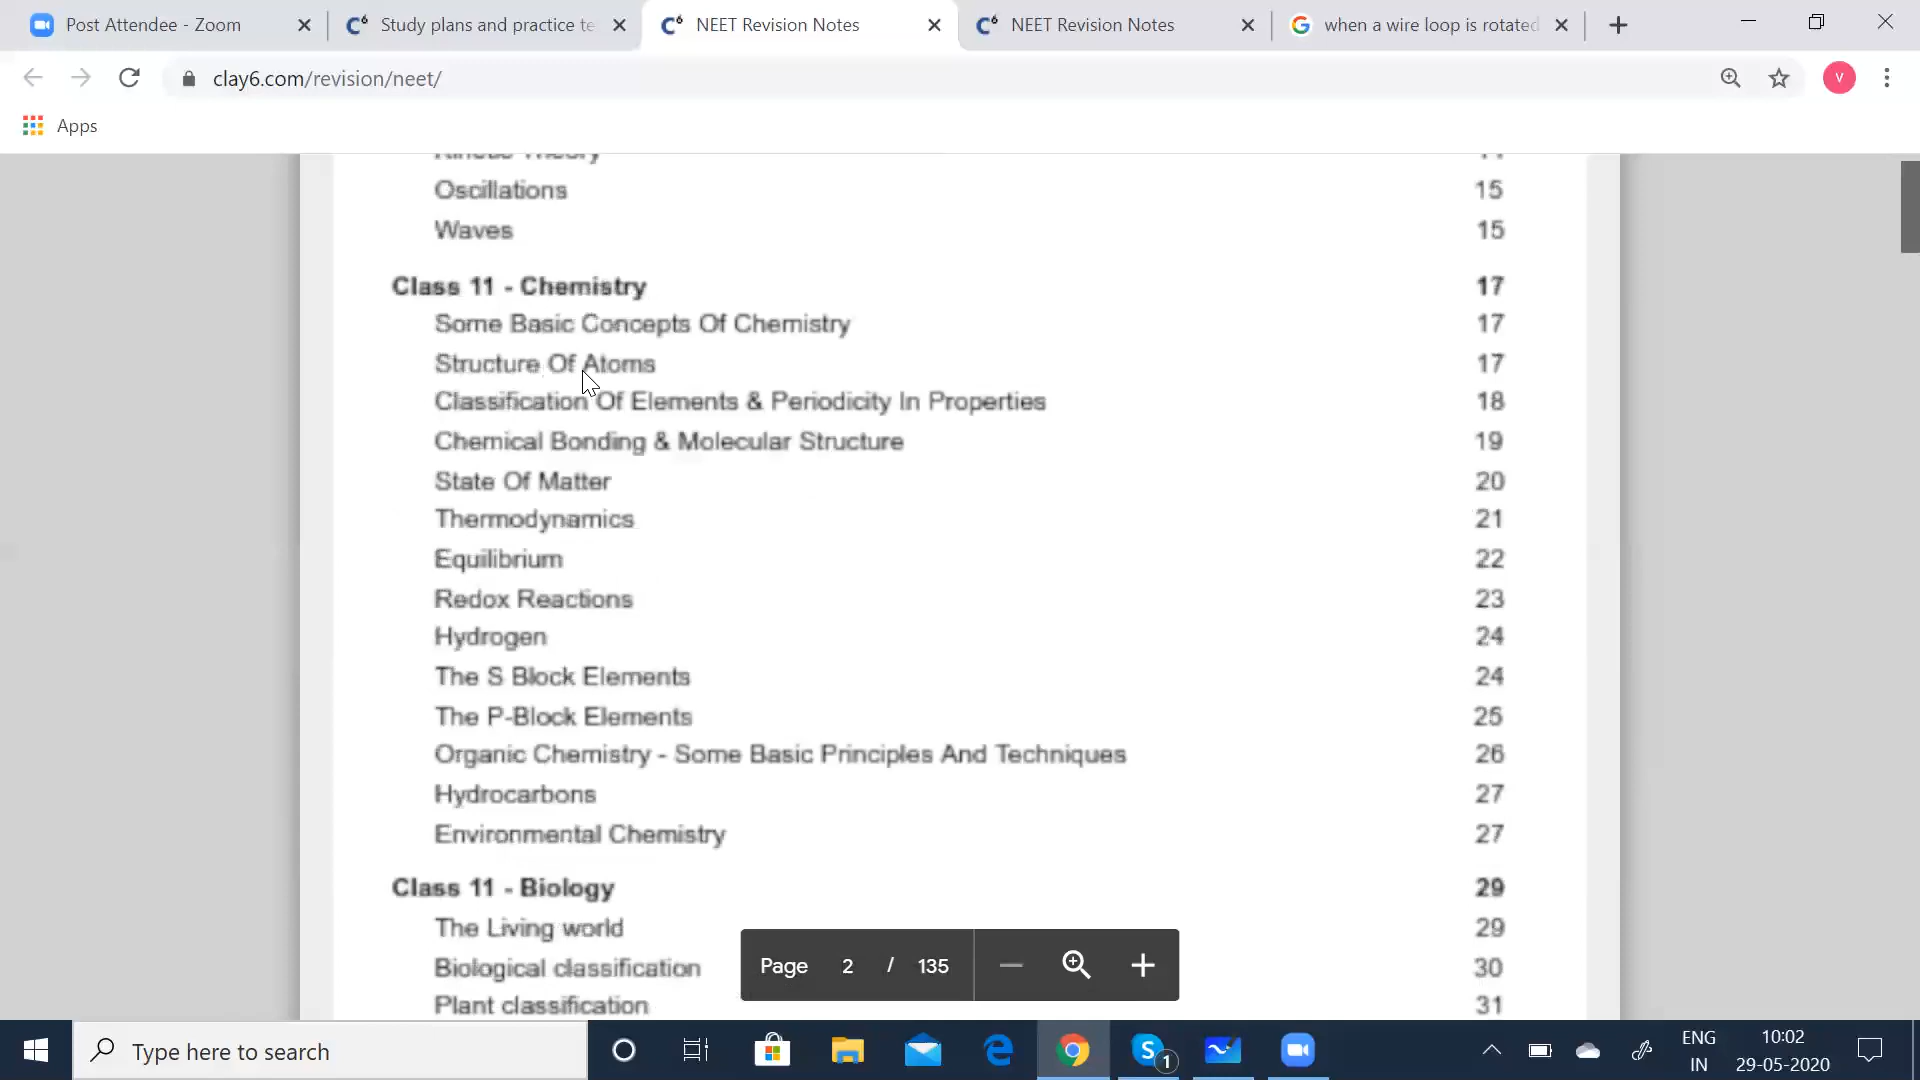 Post Attendee - Zoom
Study plans and practice te
NEET Revision Notes
NEET Revision Notes
when a wire loop is rotated
clay6.com/revision/neet/
V
Apps
Kinetic Theory 14
Oscillations 15
Waves 15
Class 11 - Chemistry 17
Some Basic Concepts Of Chemistry 17
Structure Of Atoms 17
Classification Of Elements & Periodicity In Properties 18
Chemical Bonding & Molecular Structure 19
State Of Matter 20
Thermodynamics 21
Equilibrium 22
Redox Reactions 23
Hydrogen 24
The S Block Elements 24
The P-Block Elements 25
Organic Chemistry - Some Basic Principles And Techniques 26
Hydrocarbons 27
Environmental Chemistry 27
Class 11 - Biology 29
The Living world 29
Biological classification 30
Plant classification 31
Page 2 / 135
Type here to search
S 1
ENG
IN
10:02
29-05-2020